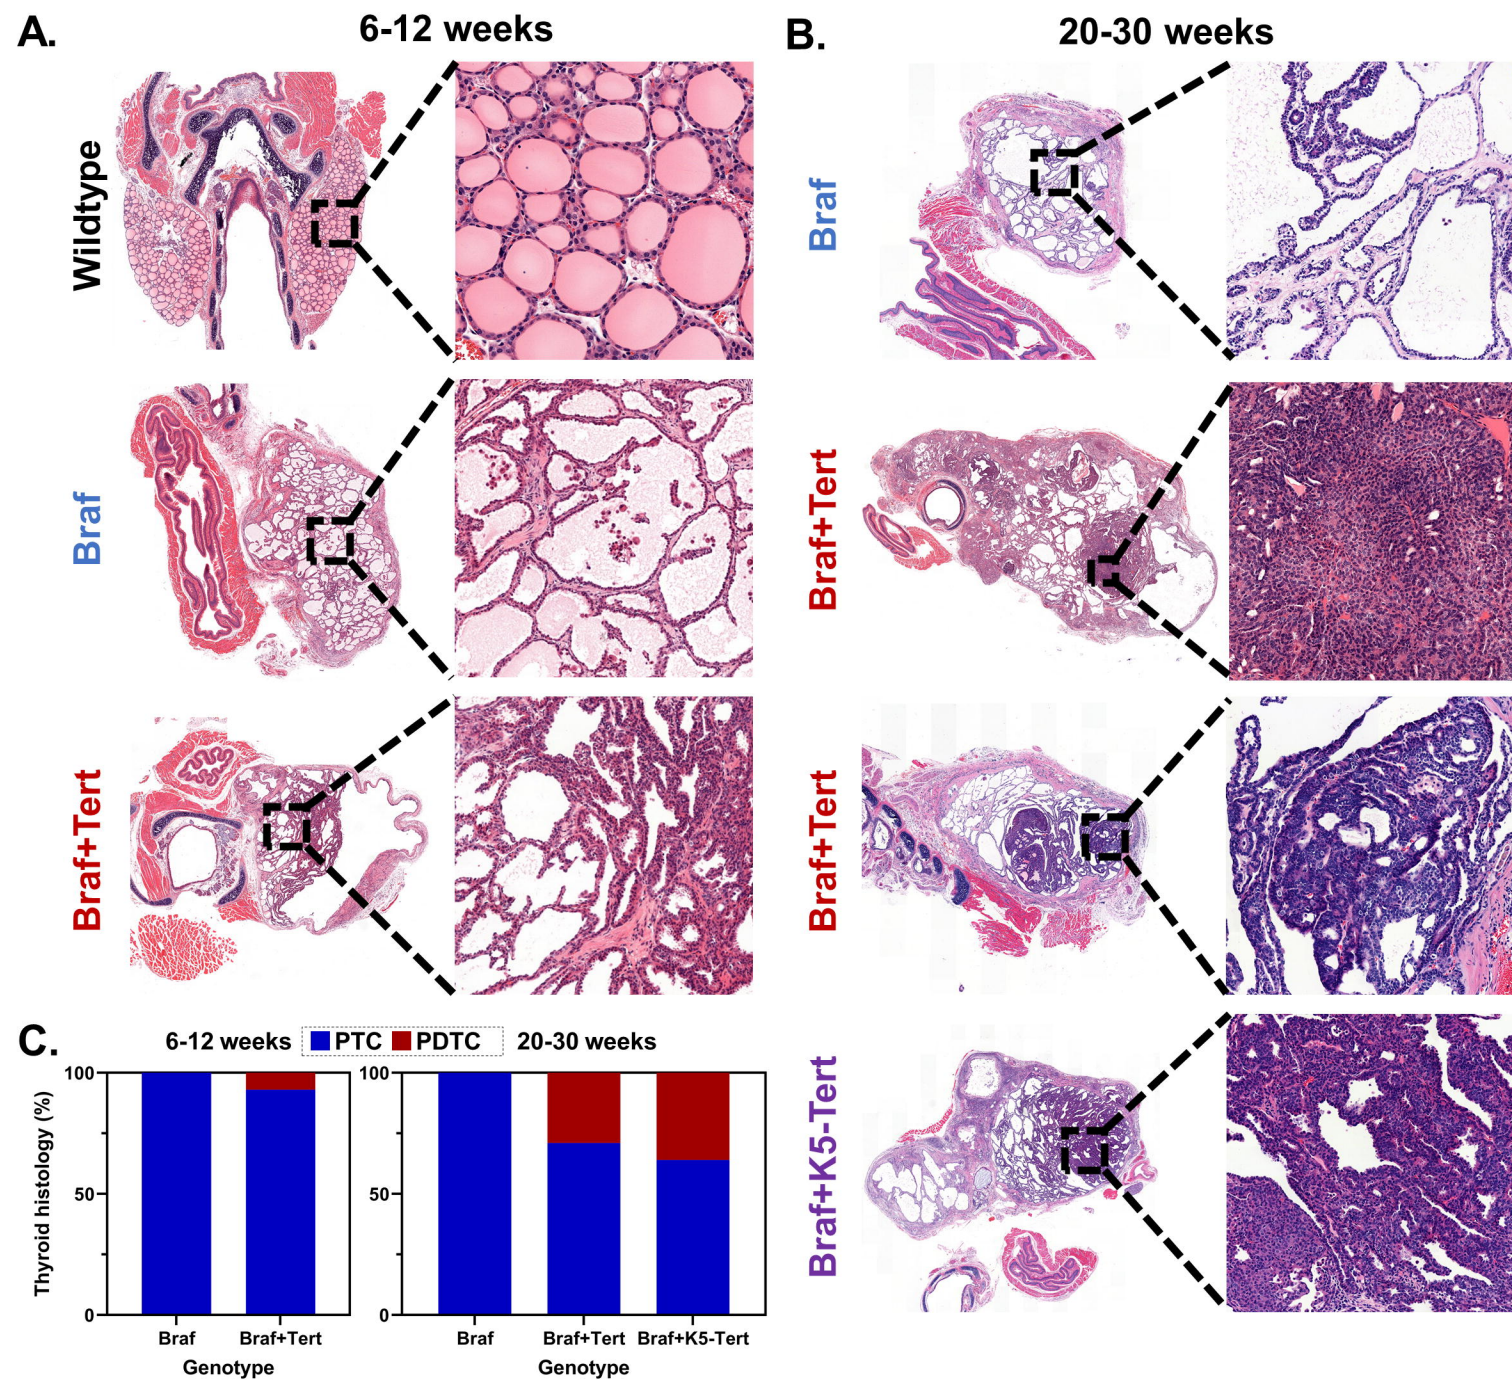 A.
6-12 weeks
Wildtype
Braf
Braf+Tert
B.
20-30 weeks
Braf
Braf+Tert
Braf+Tert
Braf+K5-Tert
C.
6-12 weeks
PTC
PDTC
20-30 weeks
Thyroid histology (%)
100
50
0
Braf
Braf+Tert
Genotype
100
50
0
Braf
Braf+Tert
Braf+K5-Tert
Genotype